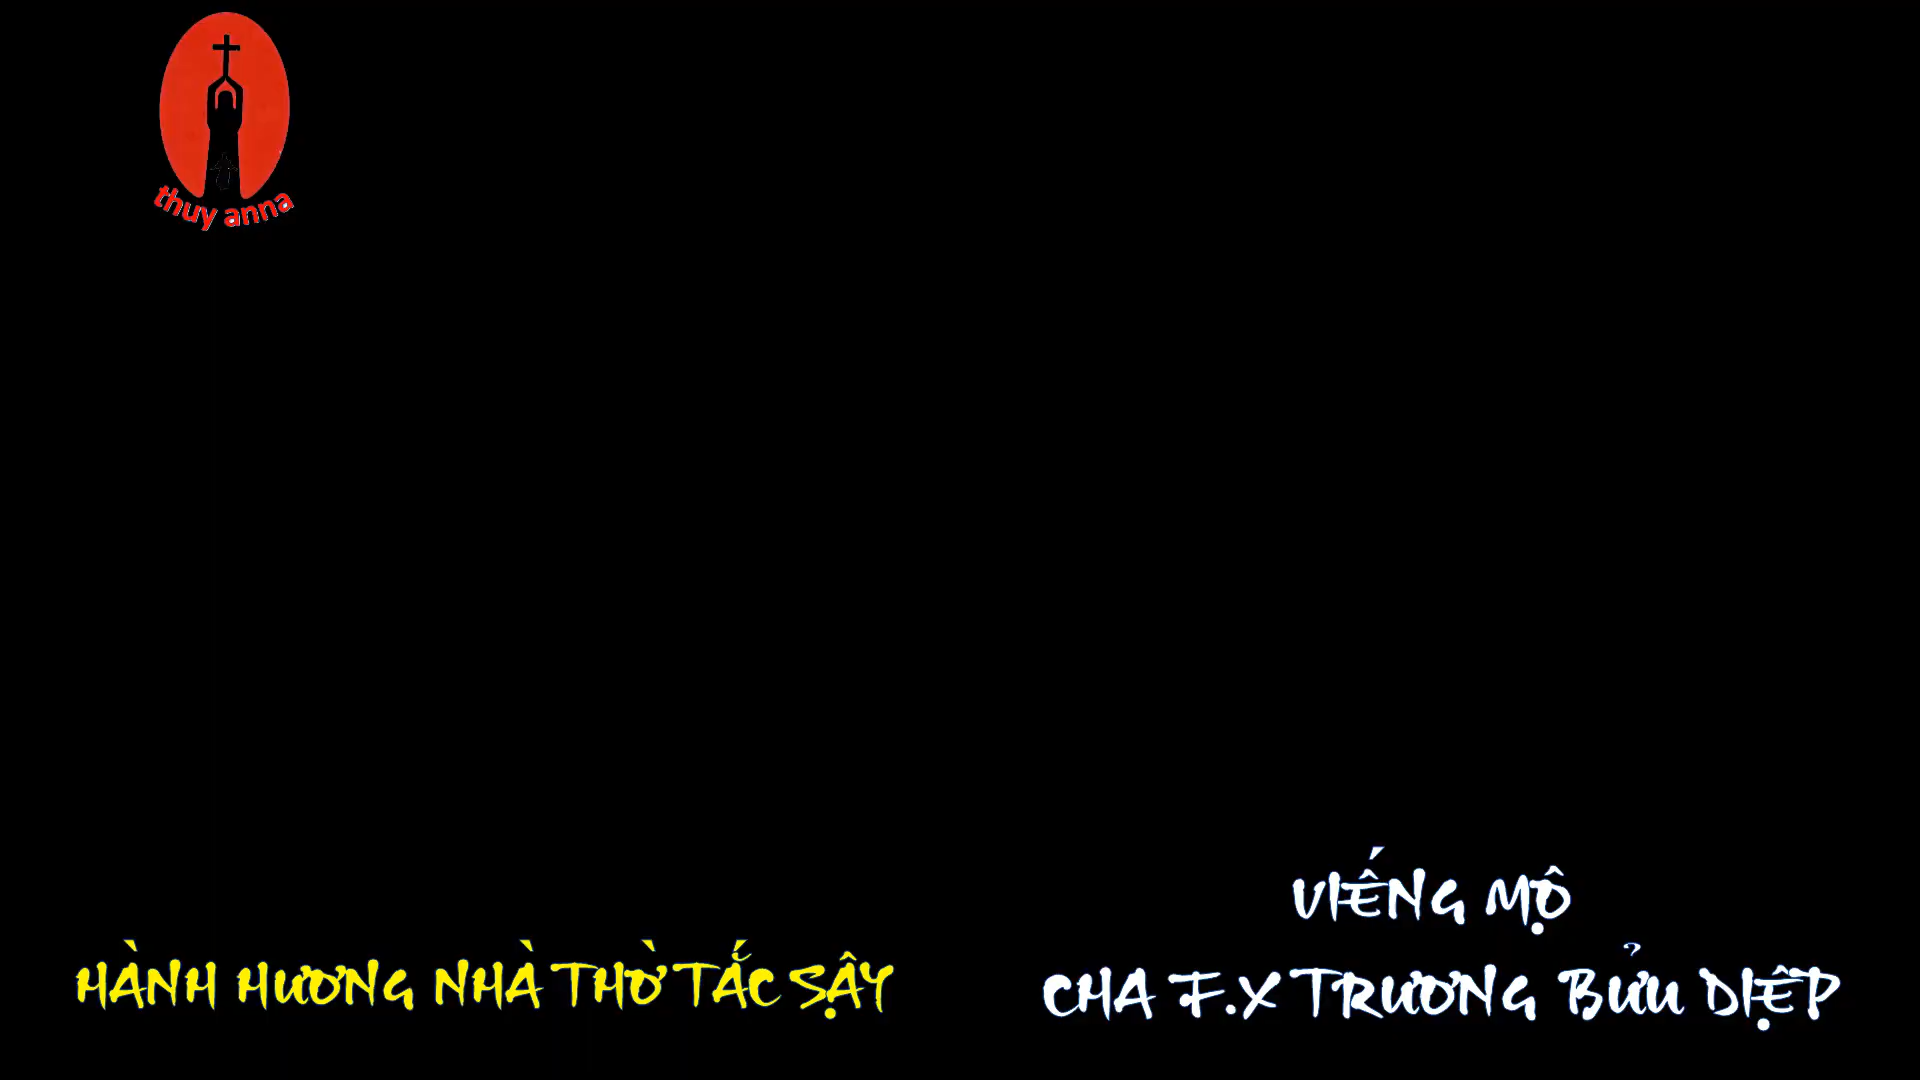 thuy anna
VIẾNG MỘ
HÀNH HƯƠNG NHÀ THỜ TẮC SẬY
CHA F.X TRƯƠNG BỬU DIỆP